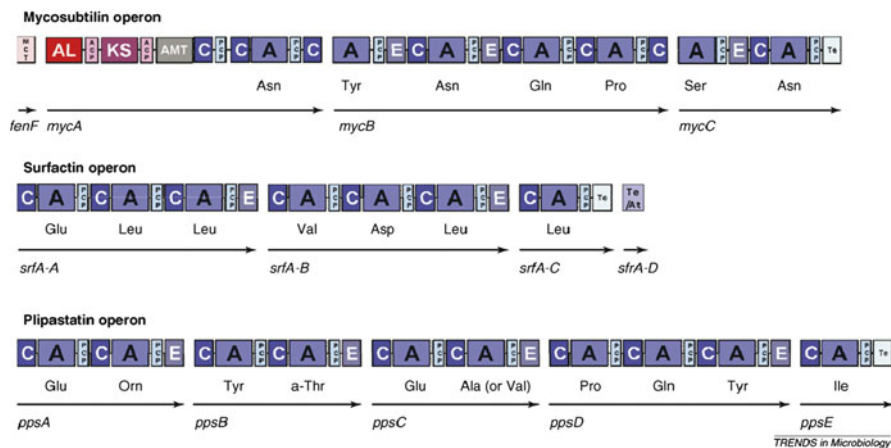 Mycosubtilin operon
MCT AL ACP KS ACP AMT C PCP C A PCP C A PCP E C A PCP E C A PCP C A PCP C A PCP E C A PCP Te
Asn Tyr Asn Gln Pro Ser Asn
fenF mycA mycB mycC
Surfactin operon
C A PCP C A PCP C A PCP E C A PCP C A PCP C A PCP E C A PCP Te Te/At
Glu Leu Leu Val Asp Leu Leu
srfA-A srfA-B srfA-C sfrA-D
Plipastatin operon
C A PCP C A PCP E C A PCP C A PCP E C A PCP C A PCP E C A PCP C A PCP C A PCP E C A PCP Te
Glu Orn Tyr a-Thr Glu Ala (or Val) Pro Gln Tyr Ile
ppsA ppsB ppsC ppsD ppsE
TRENDS in Microbiology